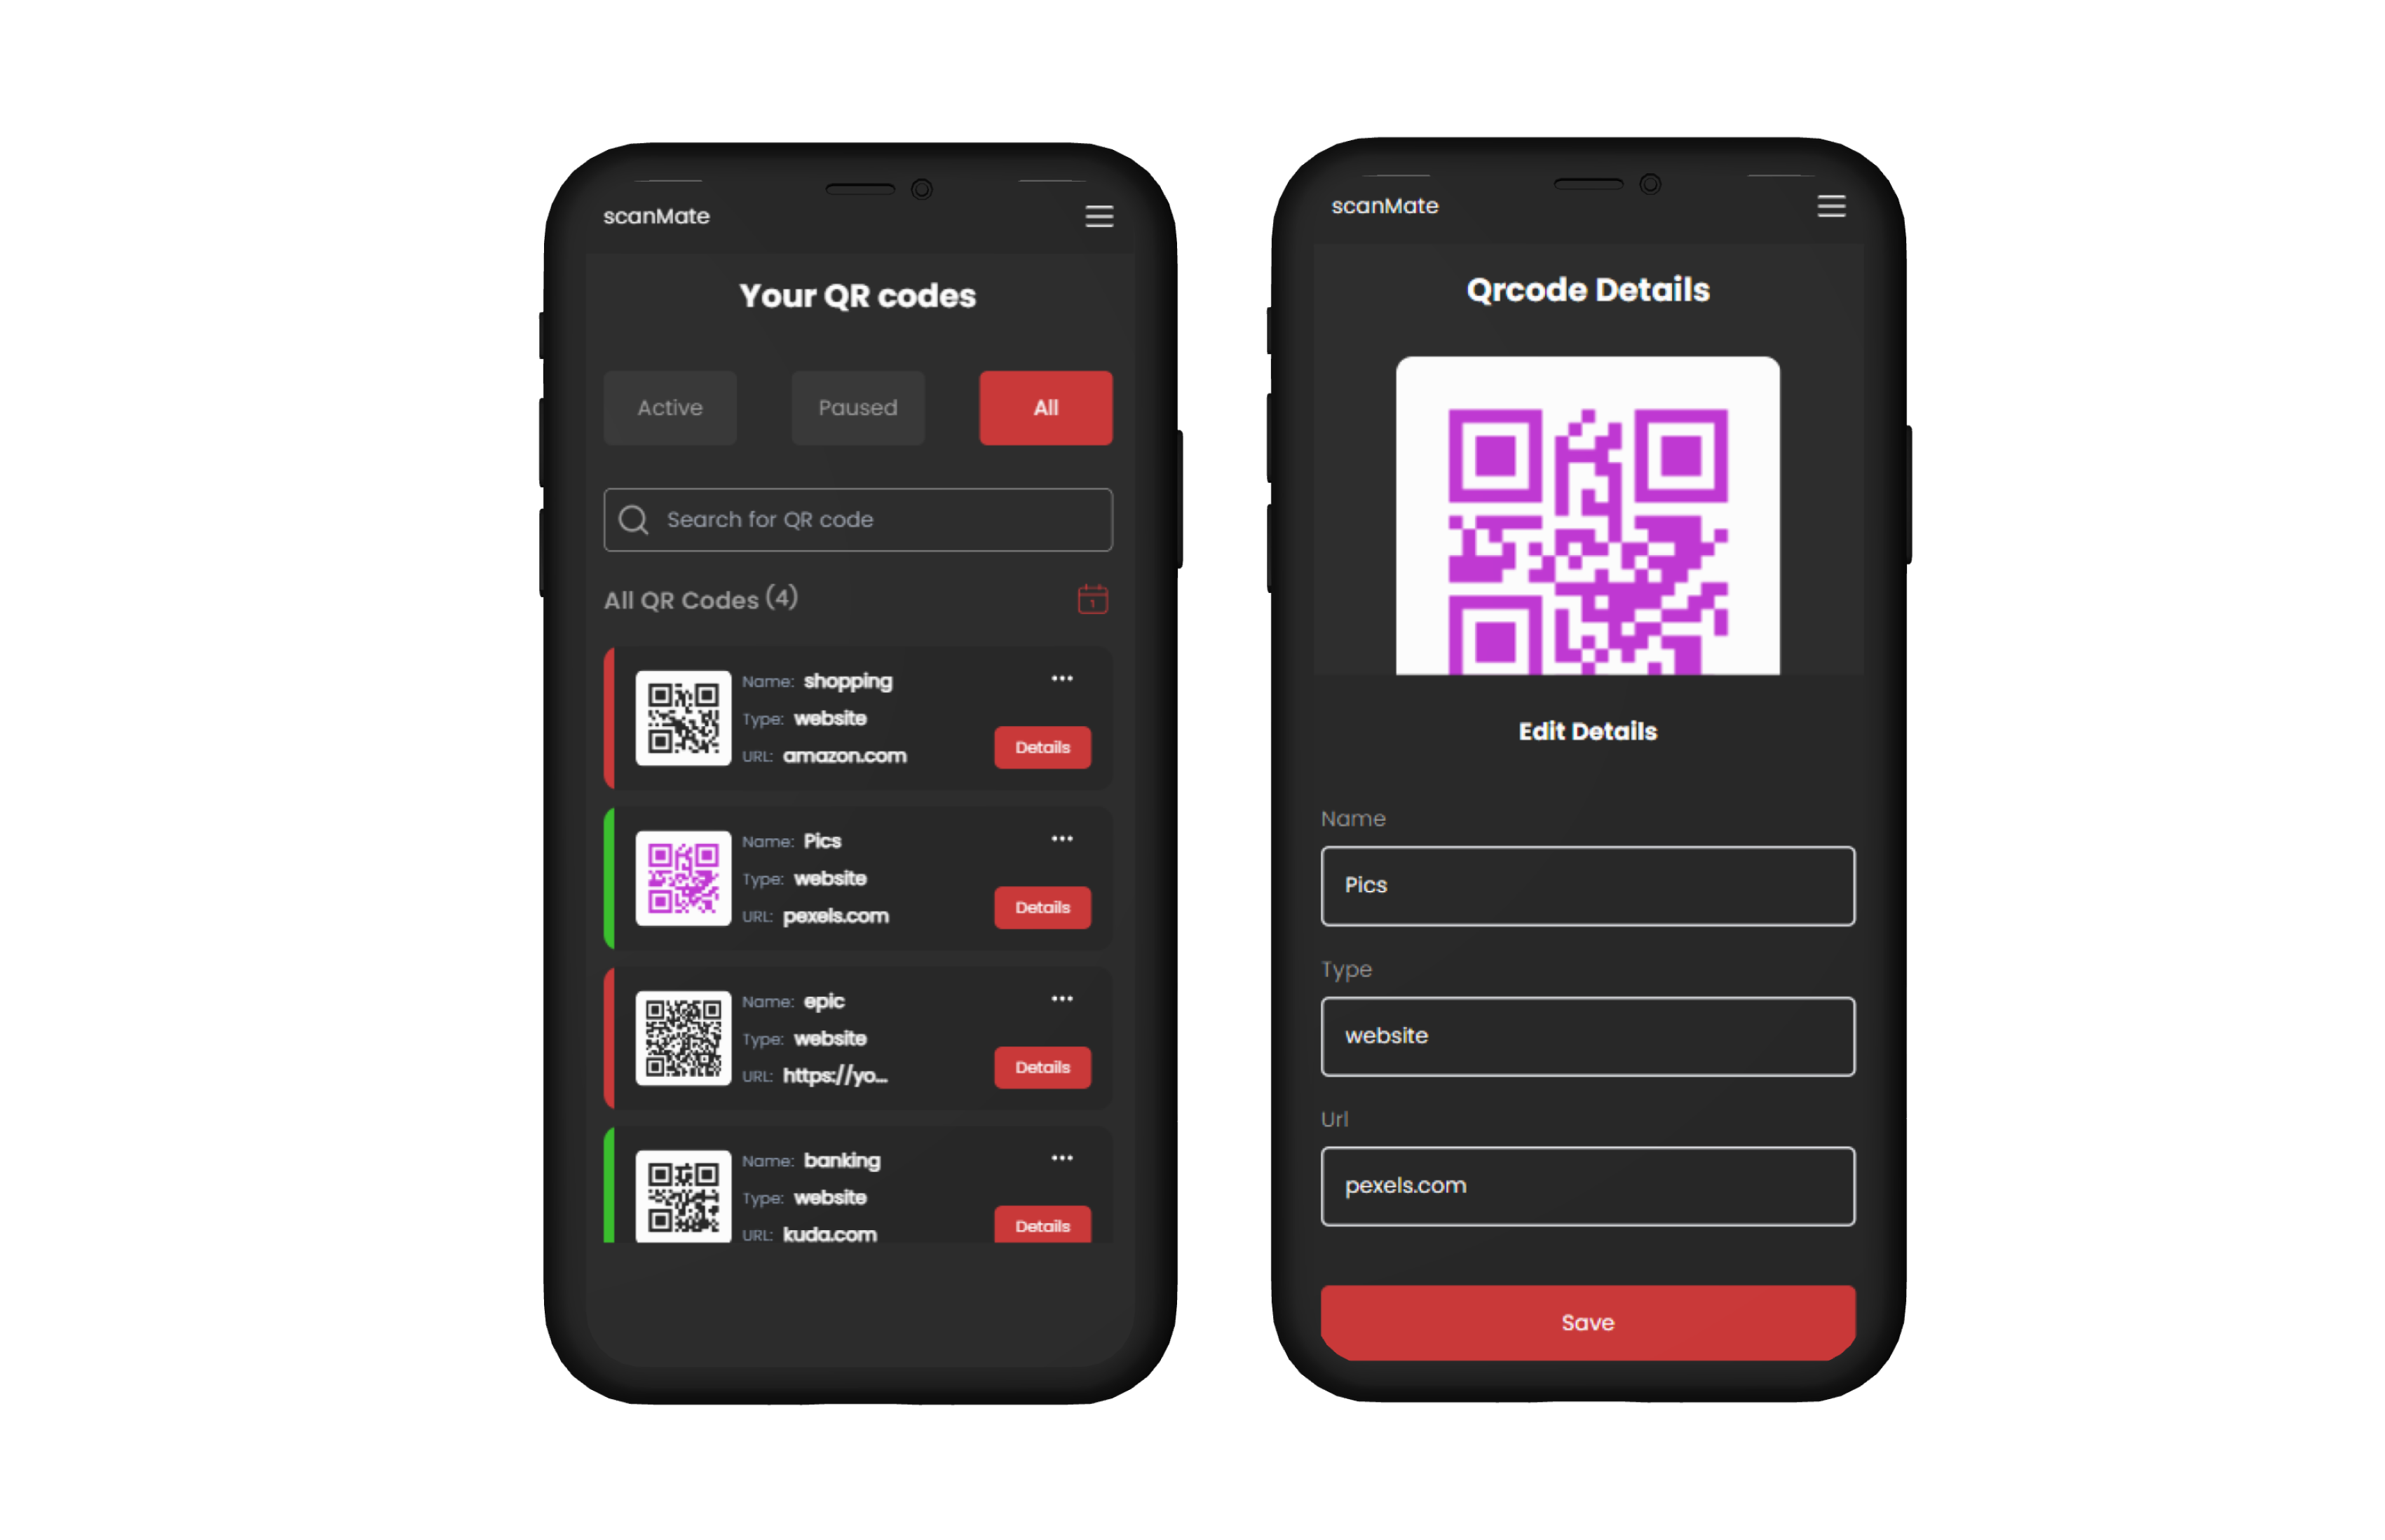 scanMate
Your QR codes
Active
Paused
All
Search for QR code
All QR Codes (4)
1
Name: shopping
Type: website
URL: amazon.com
Details
Name: Pics
Type: website
URL: pexels.com
Details
Name: epic
Type: website
URL: https://yo...
Details
Name: banking
Type: website
URL: kuda.com
Details
scanMate
Qrcode Details
Edit Details
Name
Pics
Type
website
Url
pexels.com
Save